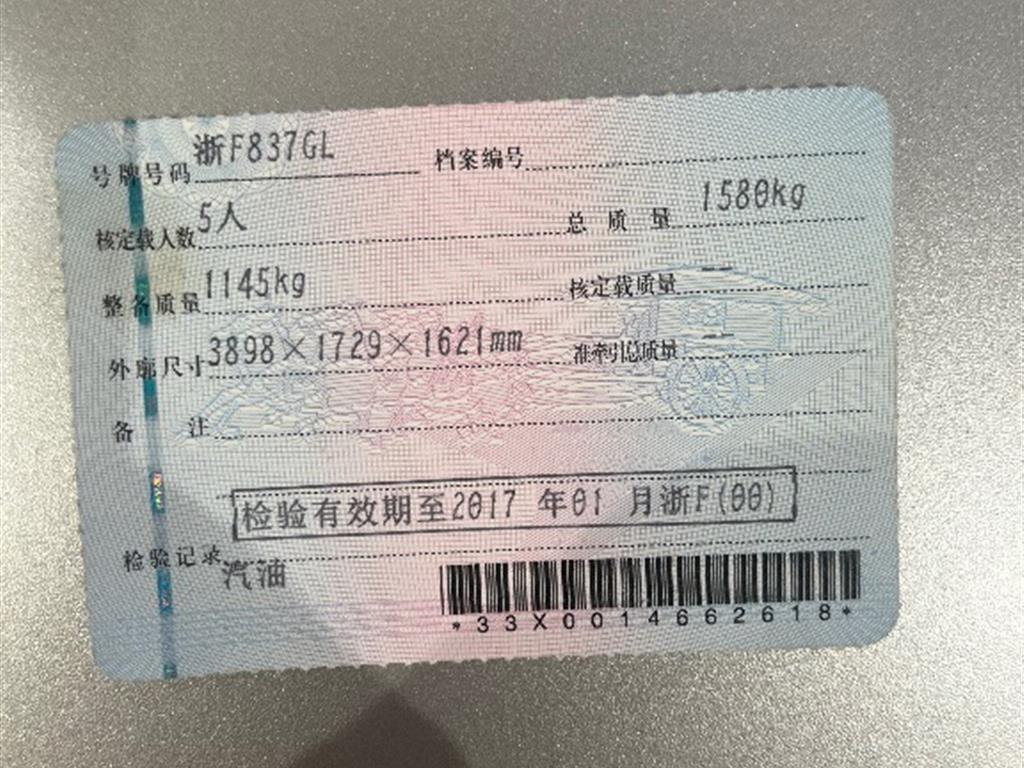 号牌号码 浙F837GL 档案编号
核定载人数 5人 总质量 1580kg
整备质量 1145kg 核定载质量 --
外廓尺寸 3898×1729×1621mm 准牵引总质量 --
备注
检验有效期至2017 年01 月浙F(00)
检验记录 汽油
*33X0014662618*